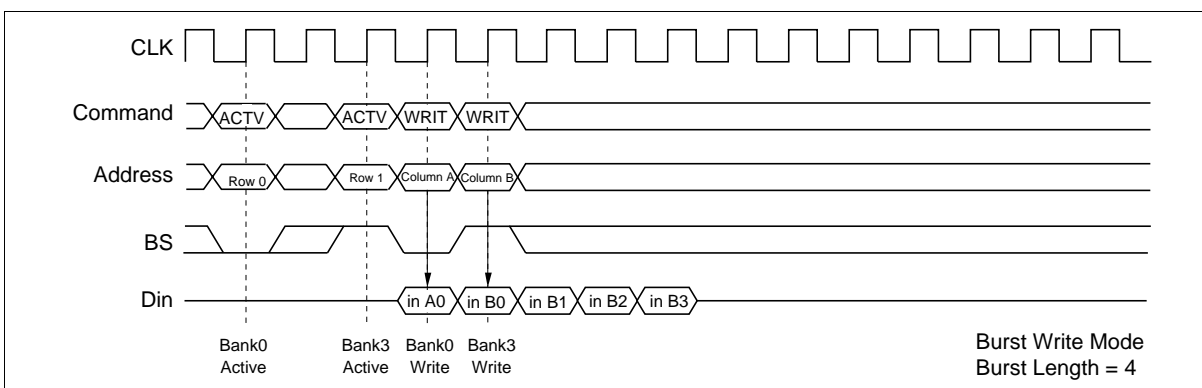 CLK
Command ACTV ACTV WRIT WRIT
Address Row 0 Row 1 Column A Column B
BS
Din in A0 in B0 in B1 in B2 in B3
Bank0 Bank3 Bank0 Bank3
Active Active Write Write
Burst Write Mode
Burst Length = 4